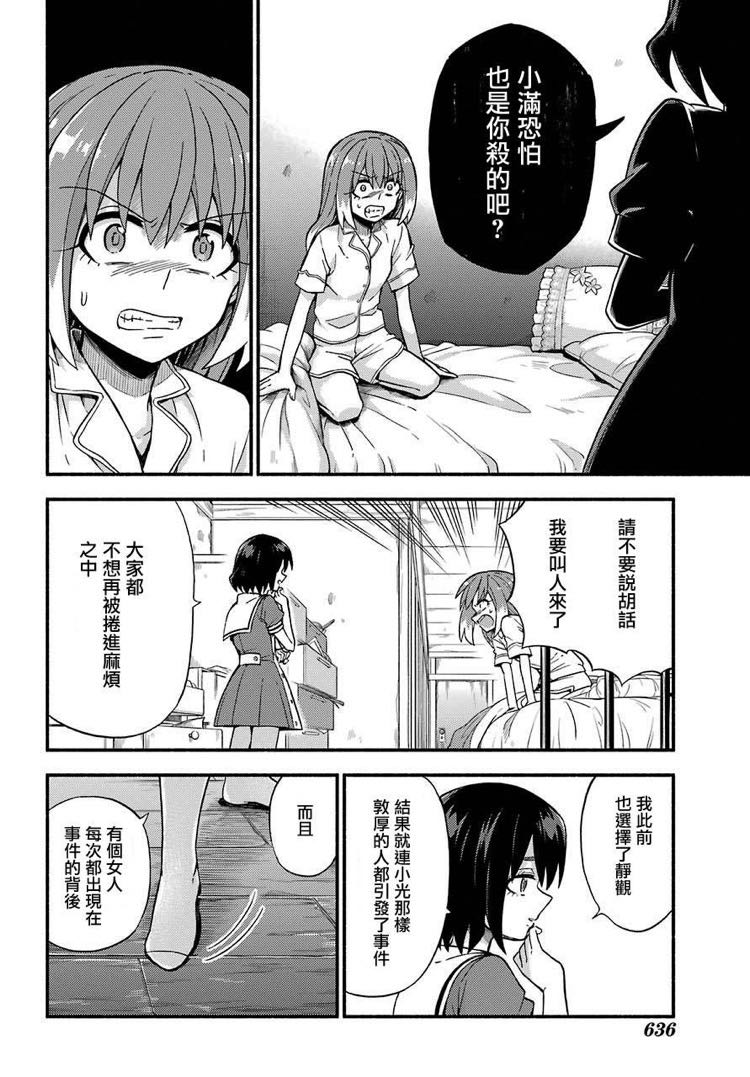 小滿恐怕
也是你殺的吧？
請不要說胡話
我要叫人來了
大家都
不想再被捲進麻煩
之中
我此前
也選擇了靜觀
結果就連小光那樣
敦厚的人都引發了事件
而且
有個女人
每次都出現在
事件的背後
636